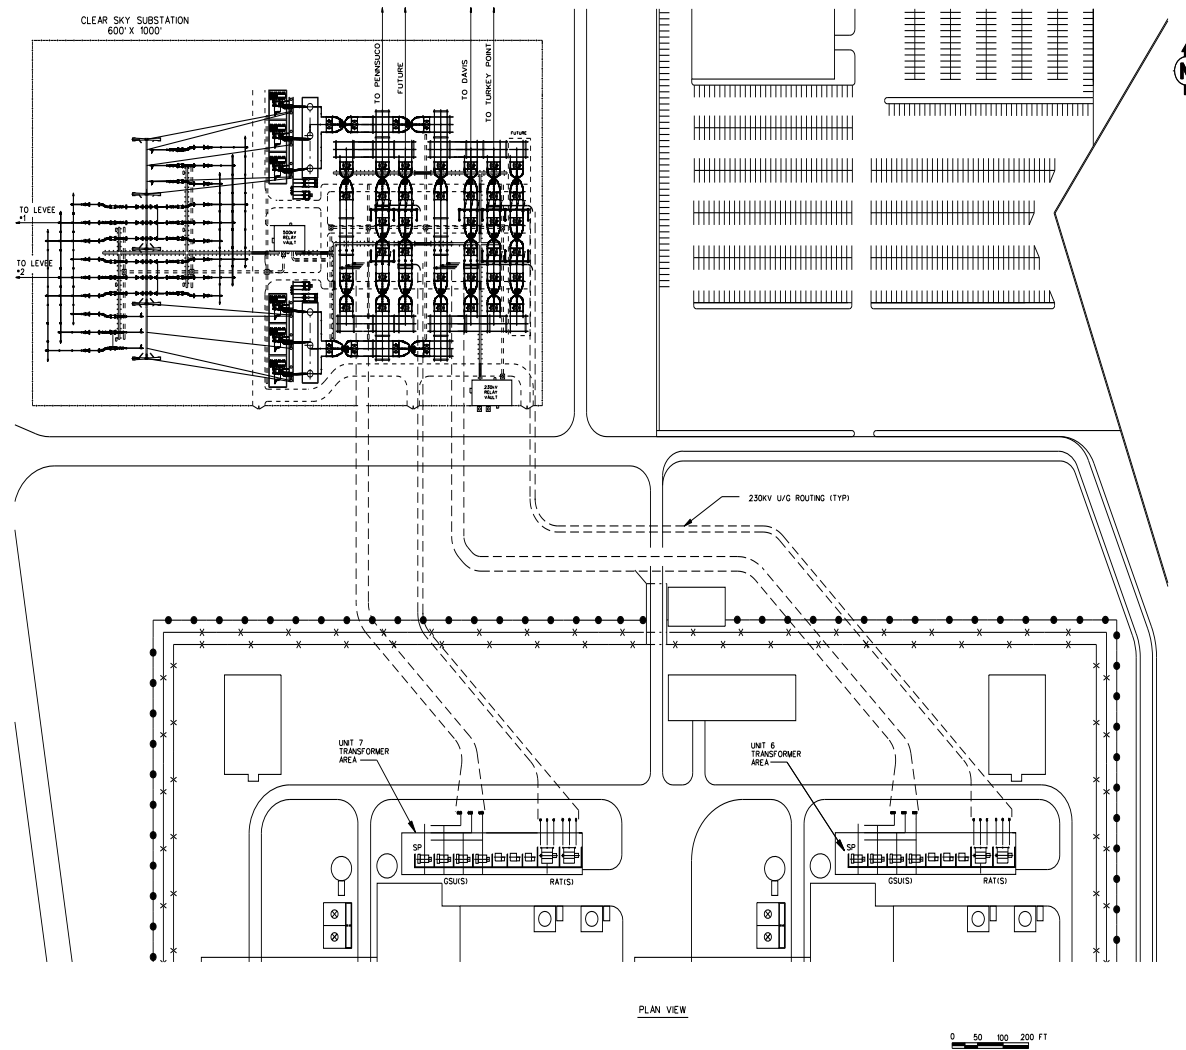 CLEAR SKY SUBSTATION
600' X 1000'
TO PENNSUCO
FUTURE
TO DAVIS
TO TURKEY POINT
N
FUTURE
TO LEVEE
#1
TO LEVEE
#2
500kV
RELAY
VAULT
230kV
RELAY
VAULT
230KV U/G ROUTING (TYP)
UNIT 7
TRANSFORMER
AREA
UNIT 6
TRANSFORMER
AREA
SP
GSU(S)
RAT(S)
SP
GSU(S)
RAT(S)
PLAN VIEW
0 50 100 200 FT